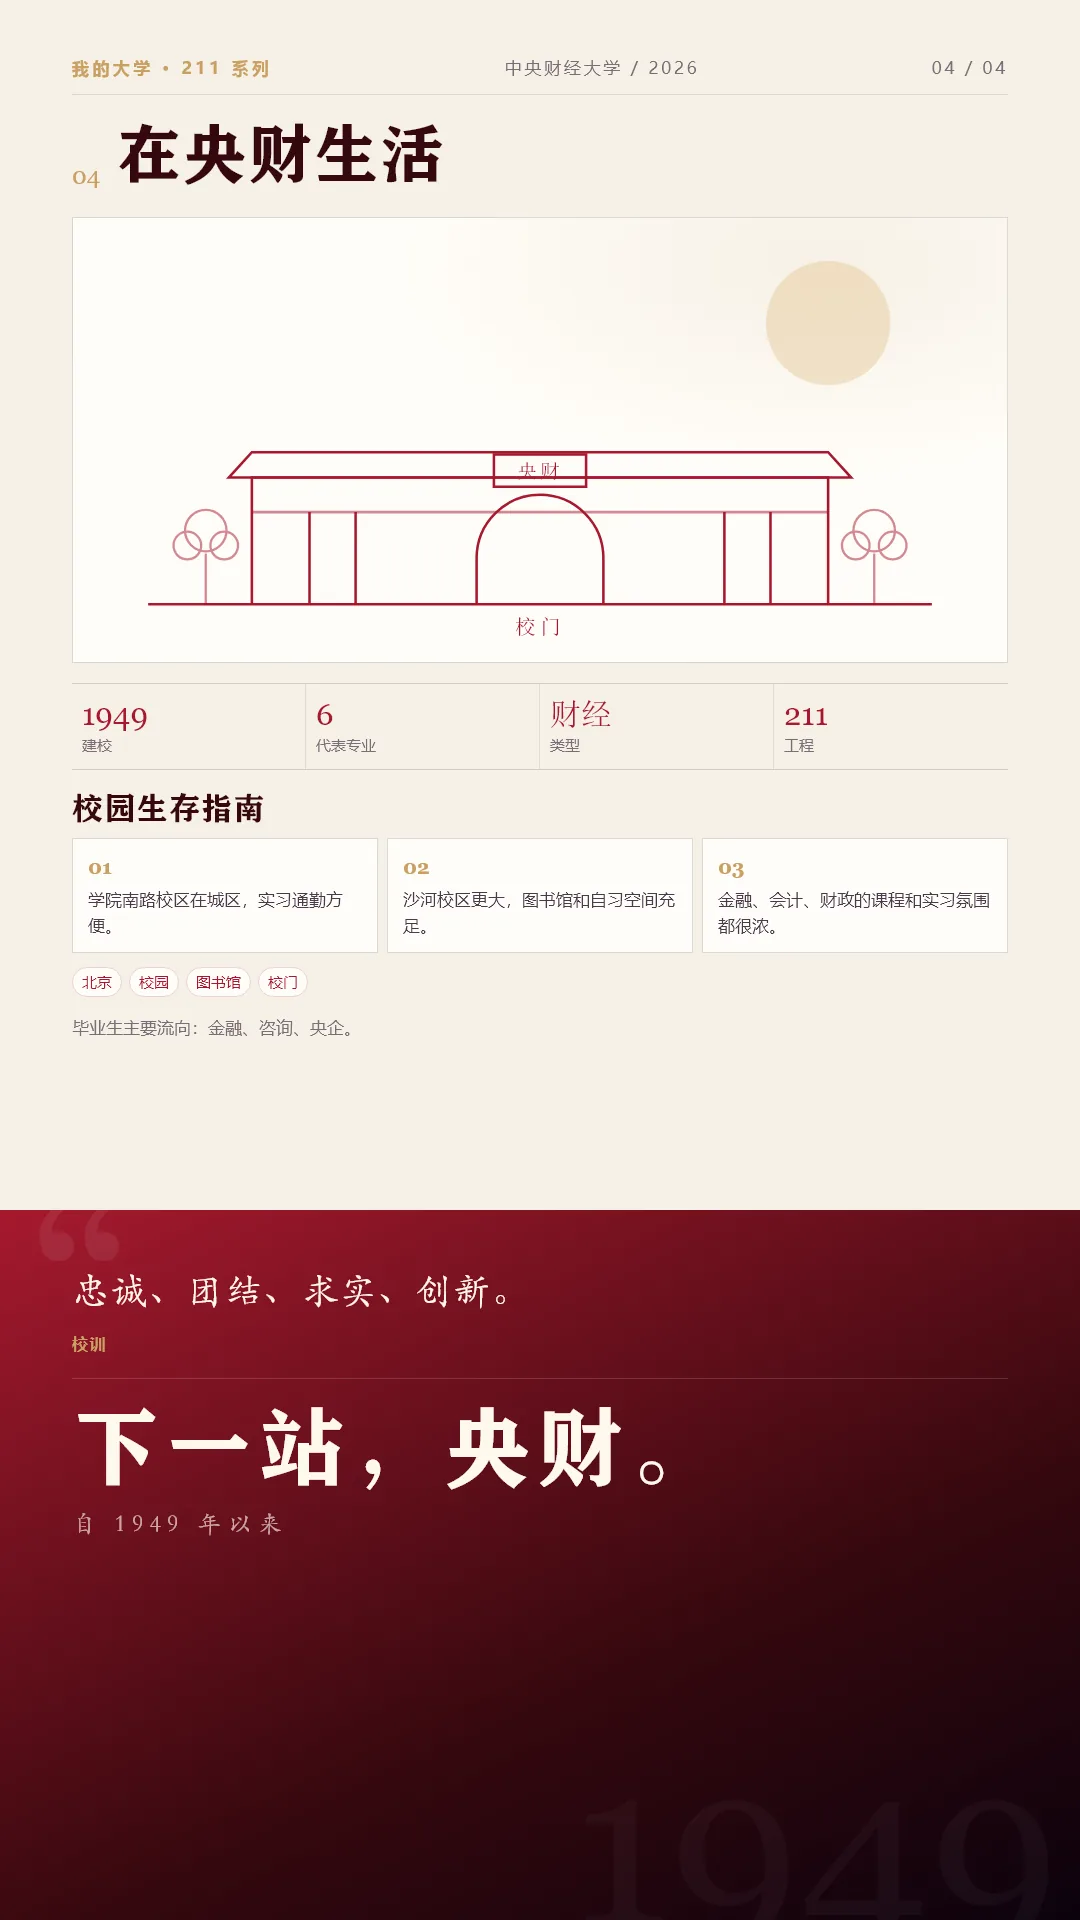 我的大学 · 211 系列
中央财经大学 / 2026
04 / 04
04 在央财生活
央财
校门
1949
建校
6
代表专业
财经
类型
211
工程
校园生存指南
01
学院南路校区在城区，实习通勤方
便。
02
沙河校区更大，图书馆和自习空间充
足。
03
金融、会计、财政的课程和实习氛围
都很浓。
北京
校园
图书馆
校门
毕业生主要流向：金融、咨询、央企。
“
忠诚、团结、求实、创新。
校训
下一站，央财。
自 1949 年以来
1949